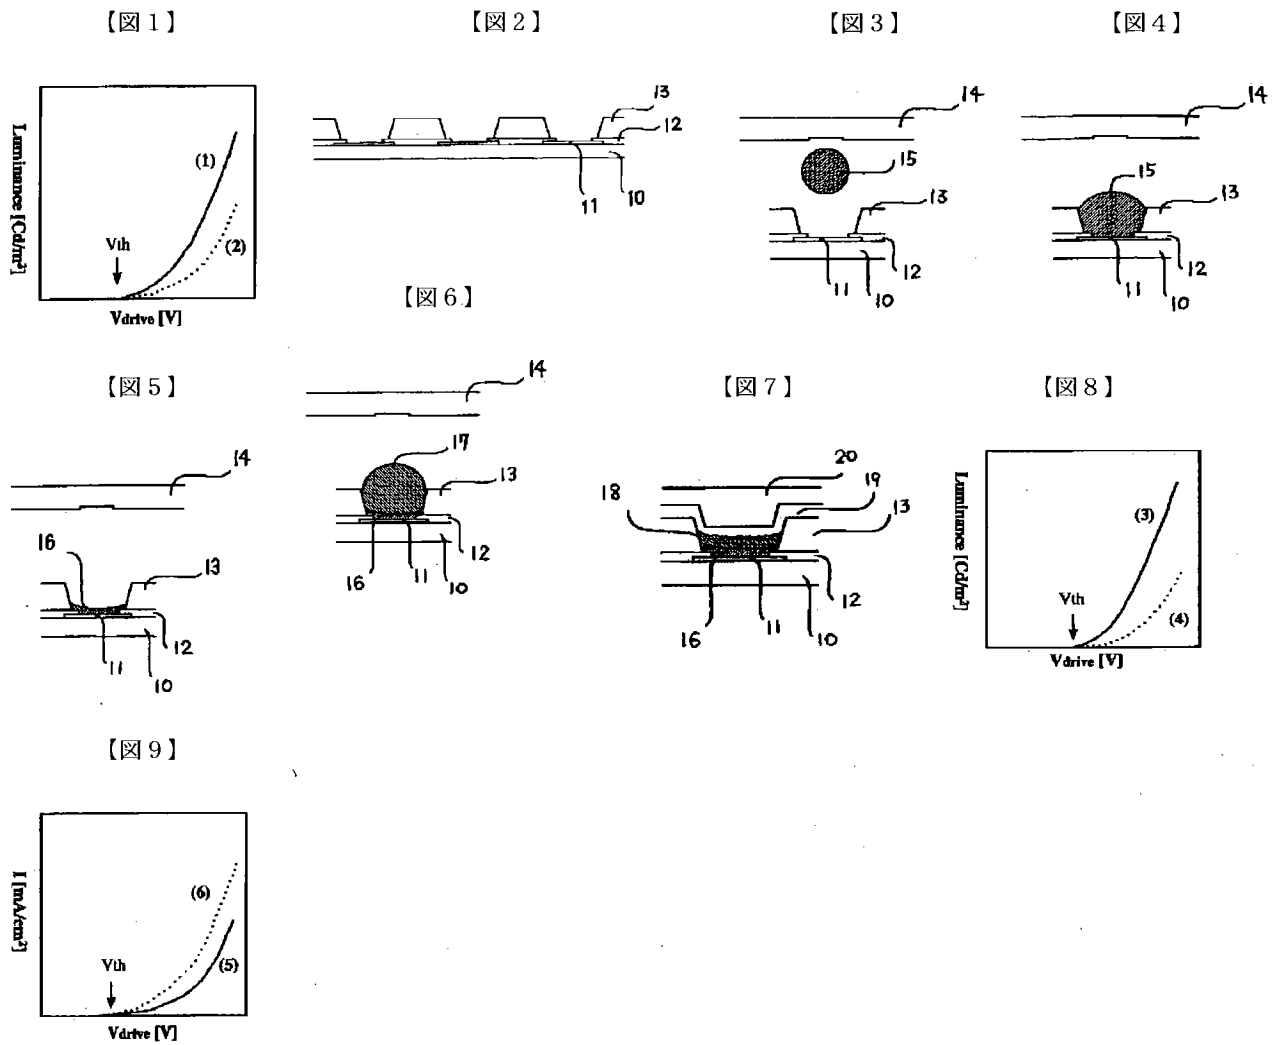 【図1】
Luminance [Cd/m²]
(1)
(2)
Vth
Vdrive [V]
【図2】
13
12
11
10
【図3】
14
15
13
12
11
10
【図4】
14
15
13
12
11
10
【図5】
14
16
13
12
11
10
【図6】
14
17
13
12
16
11
10
【図7】
20
19
18
13
12
16
11
10
【図8】
Luminance [Cd/m²]
(3)
(4)
Vth
Vdrive [V]
【図9】
I [mA/cm²]
(6)
(5)
Vth
Vdrive [V]